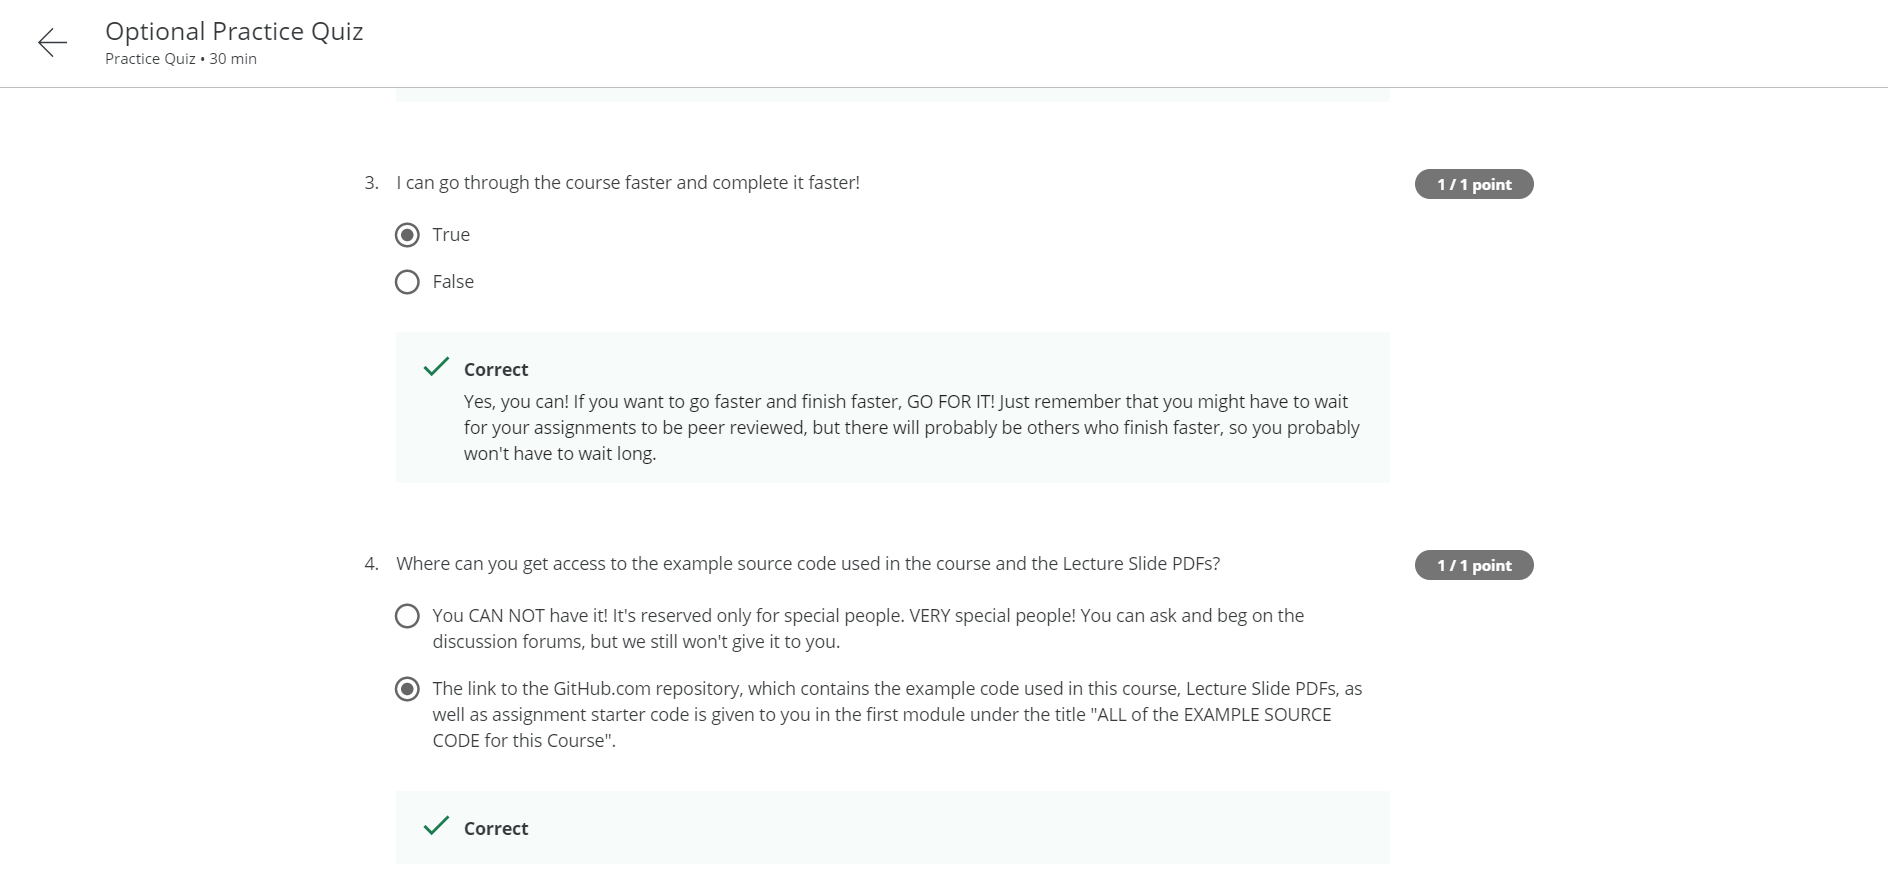 Optional Practice Quiz
Practice Quiz • 30 min
3. I can go through the course faster and complete it faster!
1 / 1 point
True
False
Correct
Yes, you can! If you want to go faster and finish faster, GO FOR IT! Just remember that you might have to wait
for your assignments to be peer reviewed, but there will probably be others who finish faster, so you probably
won't have to wait long.
4. Where can you get access to the example source code used in the course and the Lecture Slide PDFs?
1 / 1 point
You CAN NOT have it! It's reserved only for special people. VERY special people! You can ask and beg on the
discussion forums, but we still won't give it to you.
The link to the GitHub.com repository, which contains the example code used in this course, Lecture Slide PDFs, as
well as assignment starter code is given to you in the first module under the title "ALL of the EXAMPLE SOURCE
CODE for this Course".
Correct